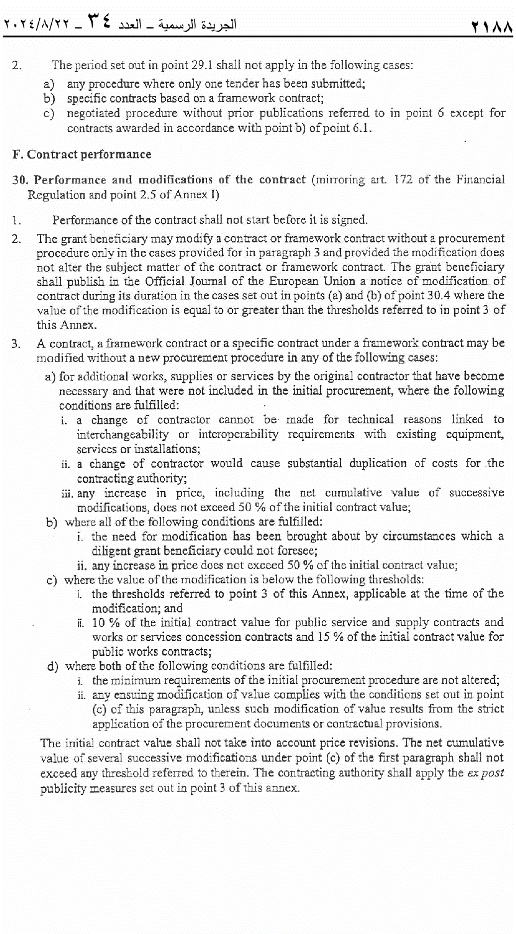 ٢١٨٨ الجريدة الرسمية – العدد ٣٤ – ٢٠٢٤/٨/٢٢
2. The period set out in point 29.1 shall not apply in the following cases:
a) any procedure where only one tender has been submitted;
b) specific contracts based on a framework contract;
c) negotiated procedure without prior publications referred to in point 6 except for
contracts awarded in accordance with point b) of point 6.1.
F. Contract performance
30. Performance and modifications of the contract (mirroring art. 172 of the Financial
Regulation and point 2.5 of Annex I)
1. Performance of the contract shall not start before it is signed.
2. The grant beneficiary may modify a contract or framework contract without a procurement
procedure only in the cases provided for in paragraph 3 and provided the modification does
not alter the subject matter of the contract or framework contract. The grant beneficiary
shall publish in the Official Journal of the European Union a notice of modification of
contract during its duration in the cases set out in points (a) and (b) of point 30.4 where the
value of the modification is equal to or greater than the thresholds referred to in point 3 of
this Annex.
3. A contract, a framework contract or a specific contract under a framework contract may be
modified without a new procurement procedure in any of the following cases:
a) for additional works, supplies or services by the original contractor that have become
necessary and that were not included in the initial procurement, where the following
conditions are fulfilled:
i. a change of contractor cannot be made for technical reasons linked to
interchangeability or interoperability requirements with existing equipment,
services or installations;
ii. a change of contractor would cause substantial duplication of costs for the
contracting authority;
iii. any increase in price, including the net cumulative value of successive
modifications, does not exceed 50 % of the initial contract value;
b) where all of the following conditions are fulfilled:
i. the need for modification has been brought about by circumstances which a
diligent grant beneficiary could not foresee;
ii. any increase in price does not exceed 50 % of the initial contract value;
c) where the value of the modification is below the following thresholds:
i. the thresholds referred to point 3 of this Annex, applicable at the time of the
modification; and
ii. 10 % of the initial contract value for public service and supply contracts and
works or services concession contracts and 15 % of the initial contract value for
public works contracts;
d) where both of the following conditions are fulfilled:
i. the minimum requirements of the initial procurement procedure are not altered;
ii. any ensuing modification of value complies with the conditions set out in point
(c) of this paragraph, unless such modification of value results from the strict
application of the procurement documents or contractual provisions.
The initial contract value shall not take into account price revisions. The net cumulative
value of several successive modifications under point (c) of the first paragraph shall not
exceed any threshold referred to therein. The contracting authority shall apply the ex post
publicity measures set out in point 3 of this annex.